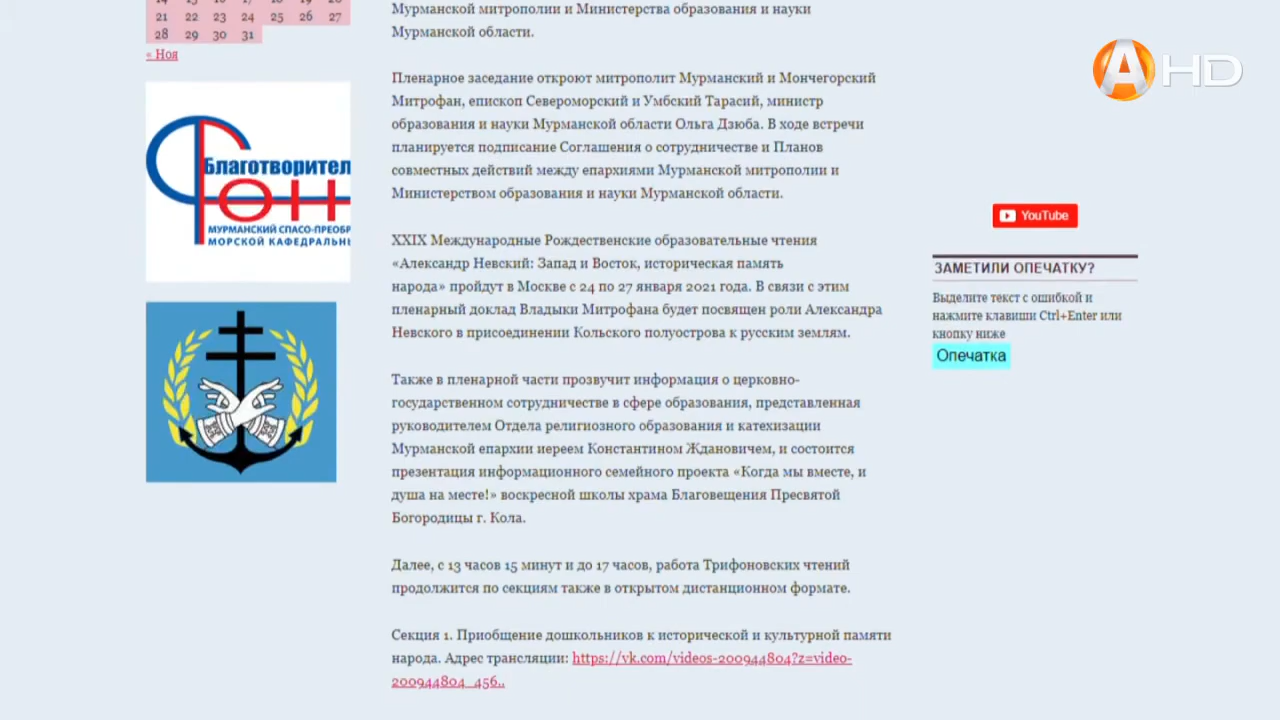 21 22 23 24 25 26 27
28 29 30 31
« Ноя
Благотворител
ФОН
МУРМАНСКИЙ СПАСО-ПРЕОБР
МОРСКОЙ КАФЕДРАЛЬНЫ
Мурманской митрополии и Министерства образования и науки
Мурманской области.
Пленарное заседание откроют митрополит Мурманский и Мончегорский
Митрофан, епископ Североморский и Умбский Тарасий, министр
образования и науки Мурманской области Ольга Дзюба. В ходе встречи
планируется подписание Соглашения о сотрудничестве и Планов
совместных действий между епархиями Мурманской митрополии и
Министерством образования и науки Мурманской области.
XXIX Международные Рождественские образовательные чтения
«Александр Невский: Запад и Восток, историческая память
народа» пройдут в Москве с 24 по 27 января 2021 года. В связи с этим
пленарный доклад Владыки Митрофана будет посвящен роли Александра
Невского в присоединении Кольского полуострова к русским землям.
Также в пленарной части прозвучит информация о церковно-
государственном сотрудничестве в сфере образования, представленная
руководителем Отдела религиозного образования и катехизации
Мурманской епархии иереем Константином Ждановичем, и состоится
презентация информационного семейного проекта «Когда мы вместе, и
душа на месте!» воскресной школы храма Благовещения Пресвятой
Богородицы г. Кола.
Далее, с 13 часов 15 минут и до 17 часов, работа Трифоновских чтений
продолжится по секциям также в открытом дистанционном формате.
Секция 1. Приобщение дошкольников к исторической и культурной памяти
народа. Адрес трансляции: https://vk.com/videos-200944804?z=video-
200944804_456..
А HD
YouTube
ЗАМЕТИЛИ ОПЕЧАТКУ?
Выделите текст с ошибкой и
нажмите клавиши Ctrl+Enter или
кнопку ниже
Опечатка